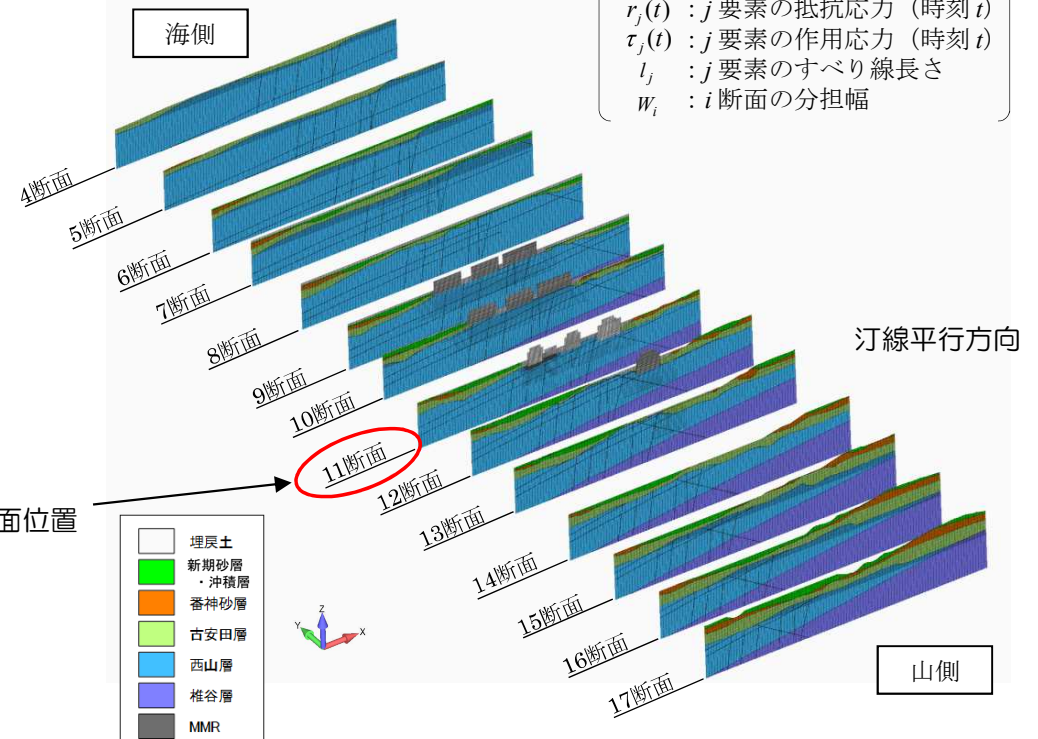 海側
r_j(t) : j 要素の抵抗応力（時刻 t）
τ_j(t) : j 要素の作用応力（時刻 t）
l_j : j 要素のすべり線長さ
W_i : i 断面の分担幅
4断面
5断面
6断面
7断面
8断面
9断面
10断面
11断面
12断面
13断面
14断面
15断面
16断面
17断面
汀線平行方向
面位置
埋戻土
新期砂層
・沖積層
番神砂層
古安田層
西山層
椎谷層
MMR
Z
Y
X
山側